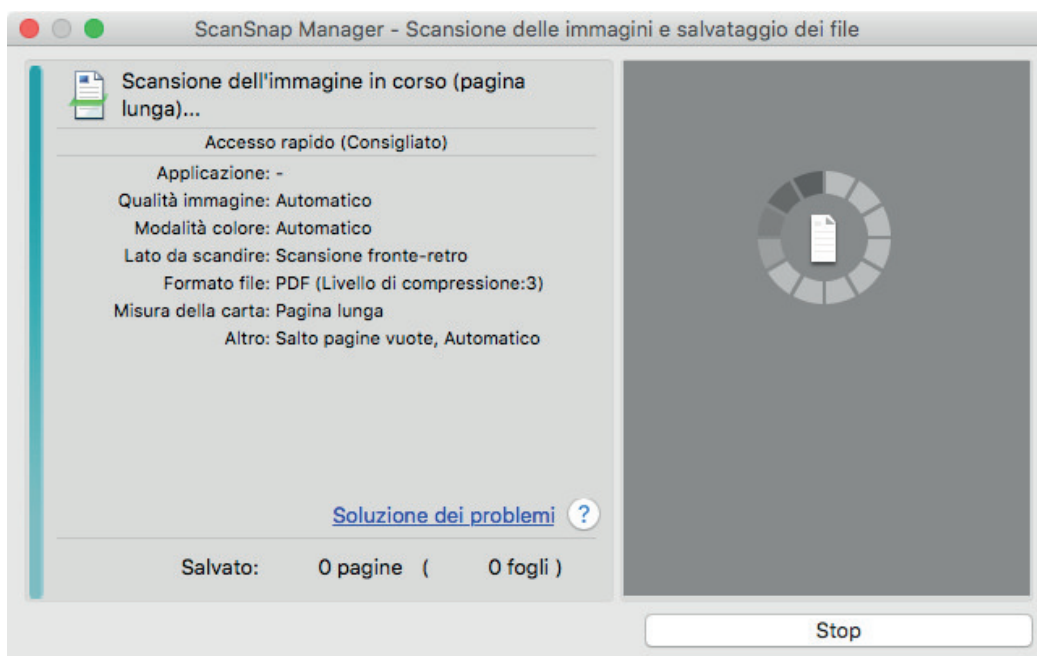 ScanSnap Manager - Scansione delle immagini e salvataggio dei file
Scansione dell'immagine in corso (pagina
lunga)...
Accesso rapido (Consigliato)
Applicazione: -
Qualità immagine: Automatico
Modalità colore: Automatico
Lato da scandire: Scansione fronte-retro
Formato file: PDF (Livello di compressione:3)
Misura della carta: Pagina lunga
Altro: Salto pagine vuote, Automatico
Soluzione dei problemi ?
Salvato: 0 pagine ( 0 fogli )
Stop